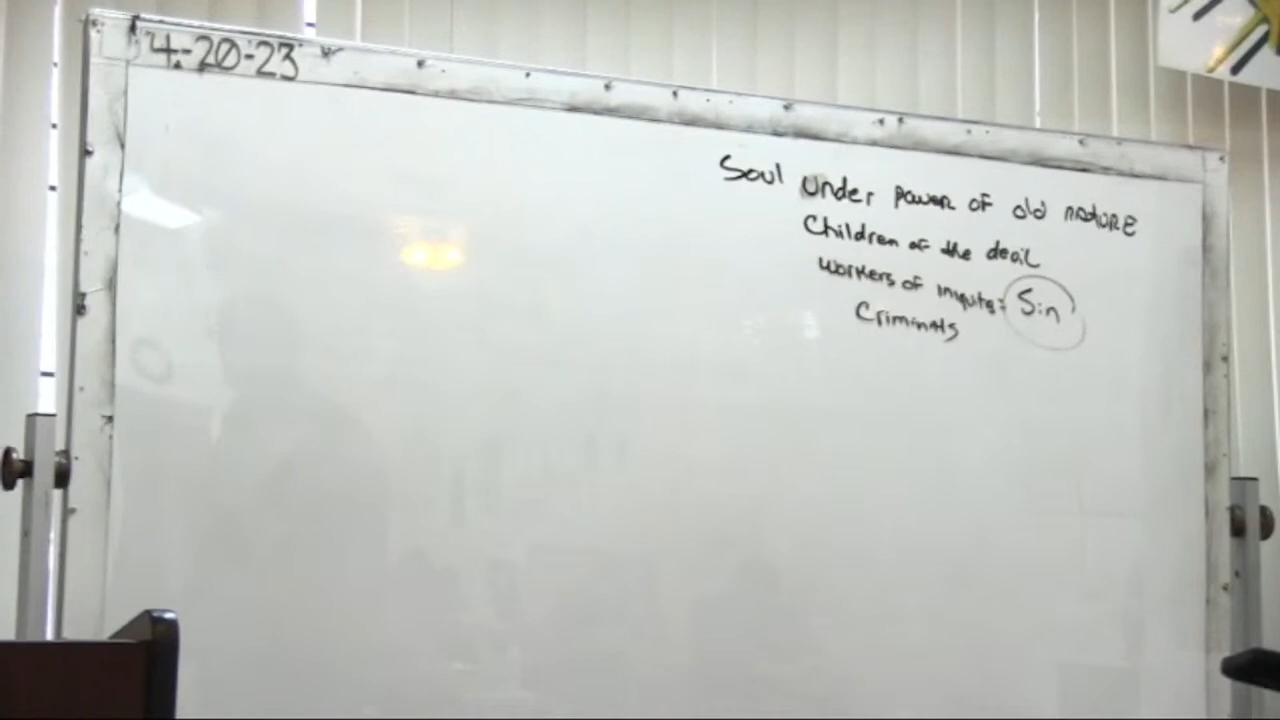 4-20-23
Soul under power of old nature
Children of the devil
Workers of iniquity: Sin
Criminals